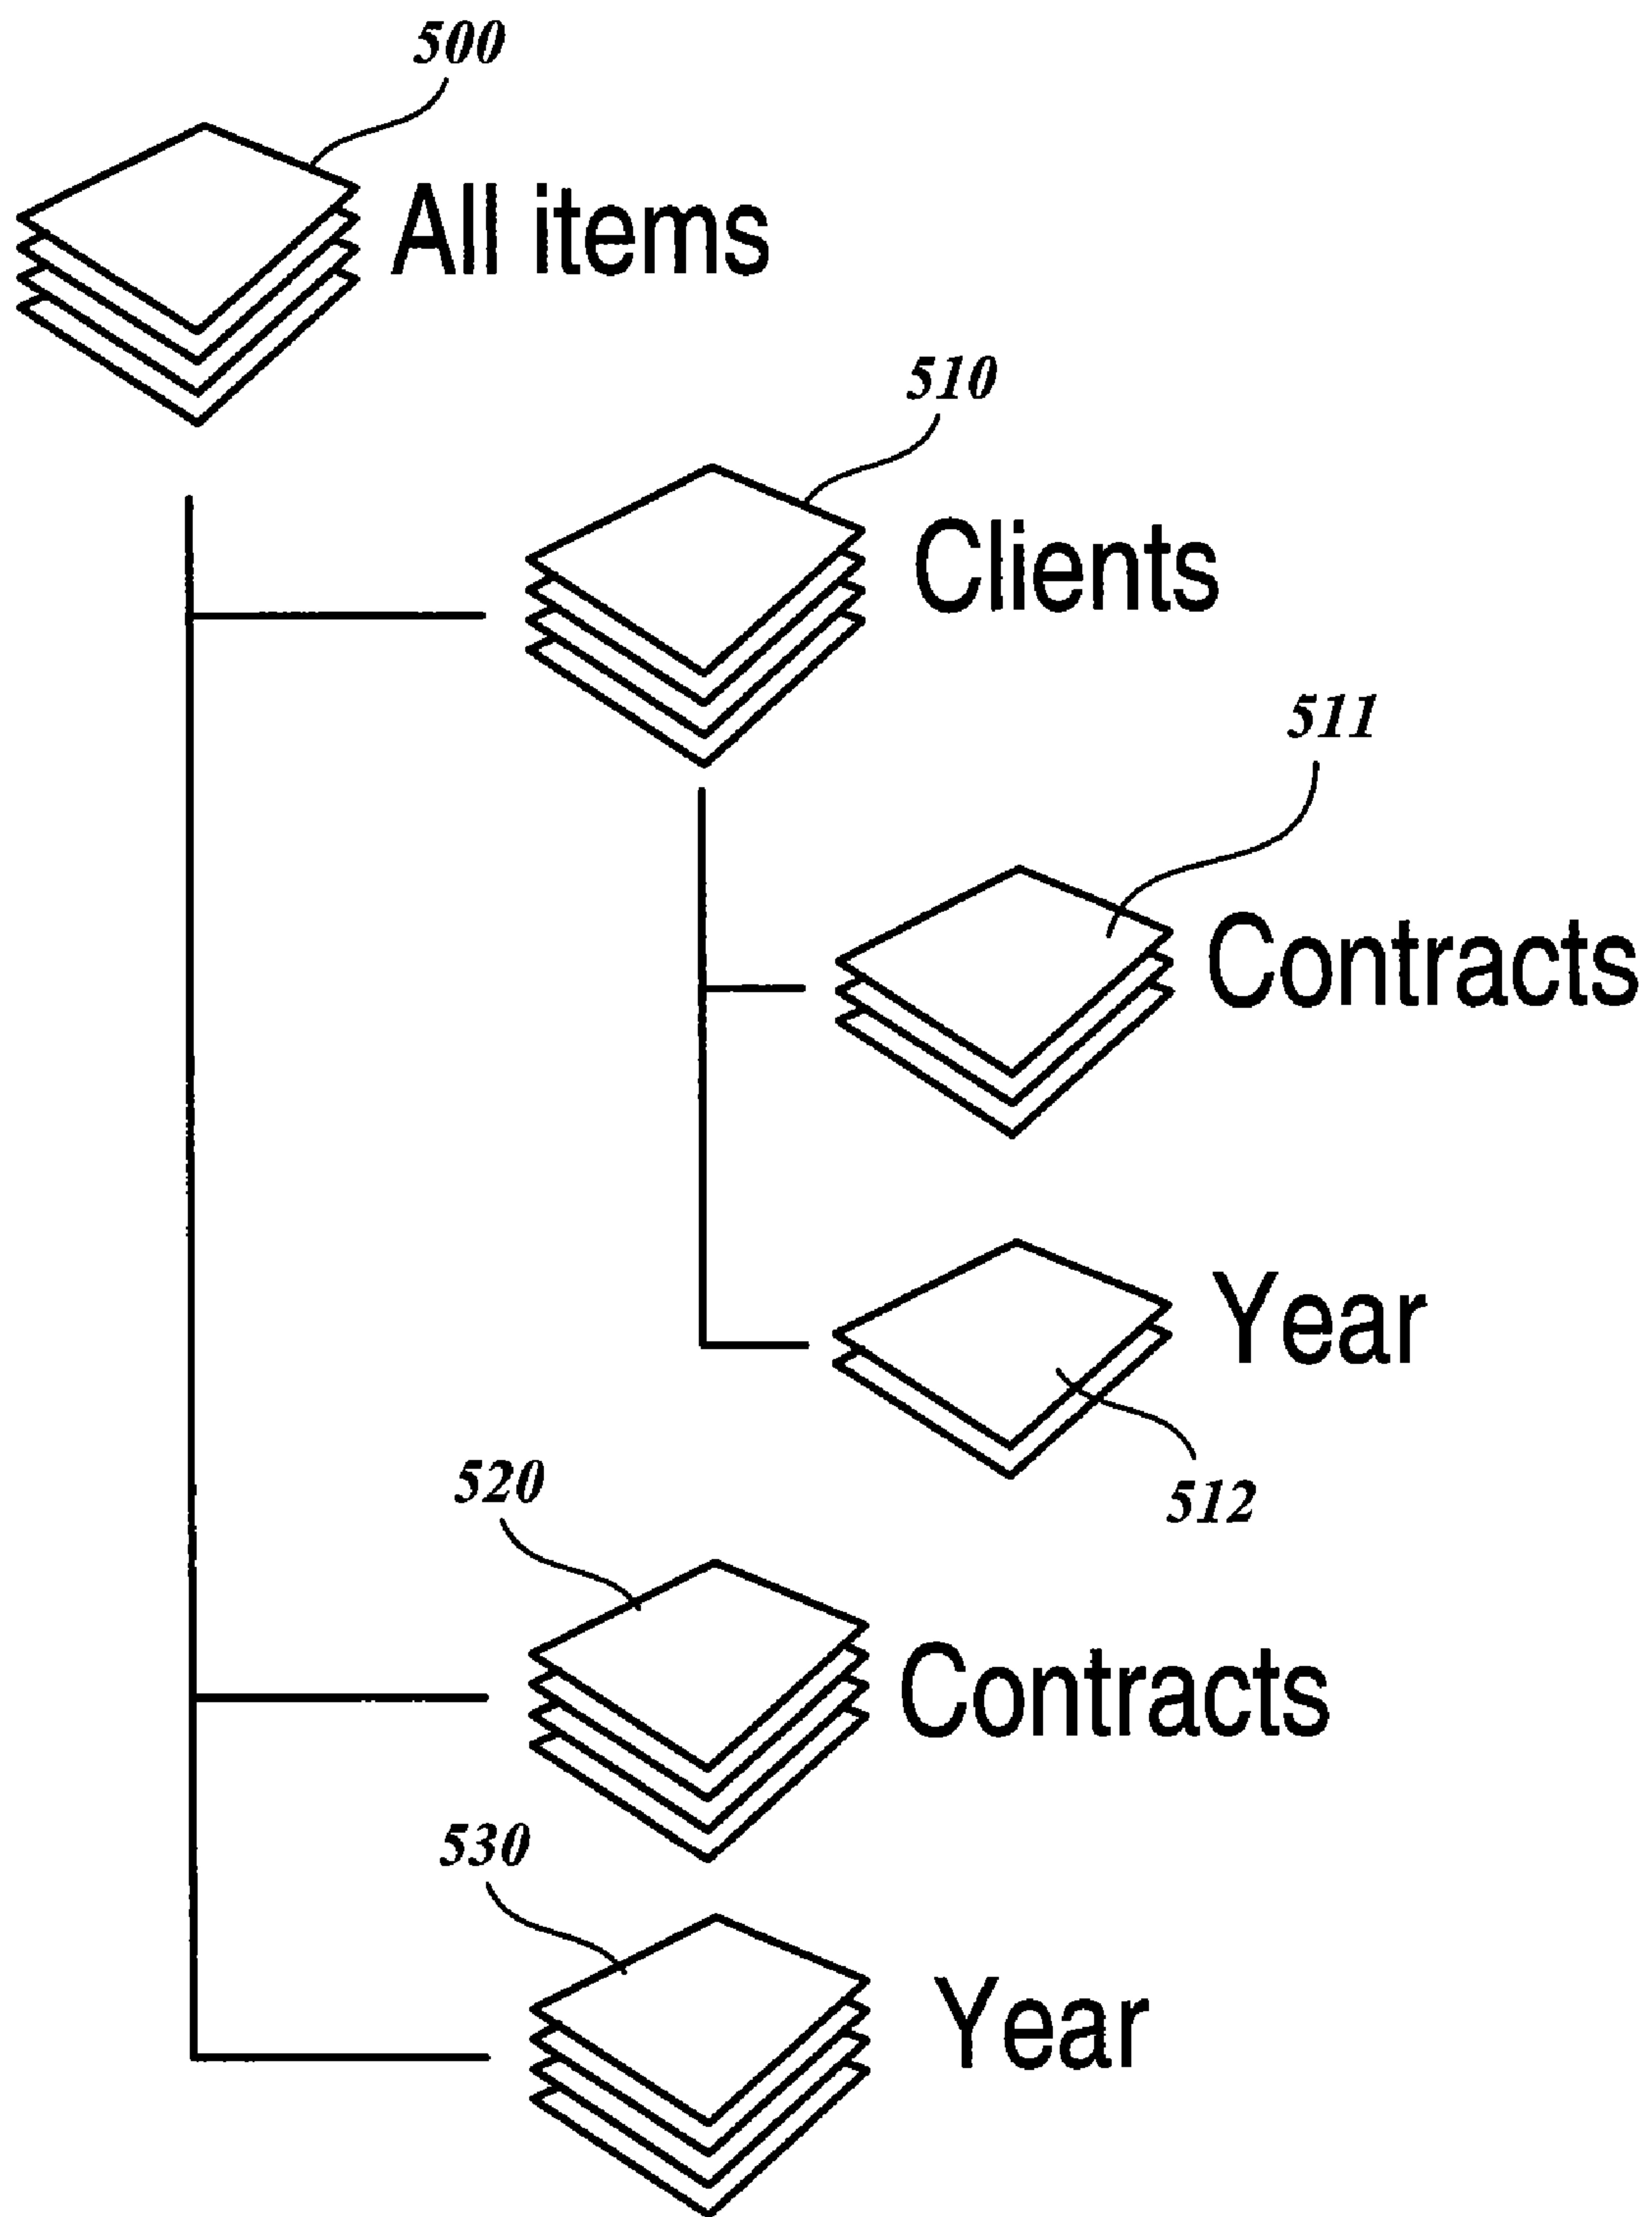 500
All items
510
Clients
511
Contracts
Year
512
520
Contracts
530
Year